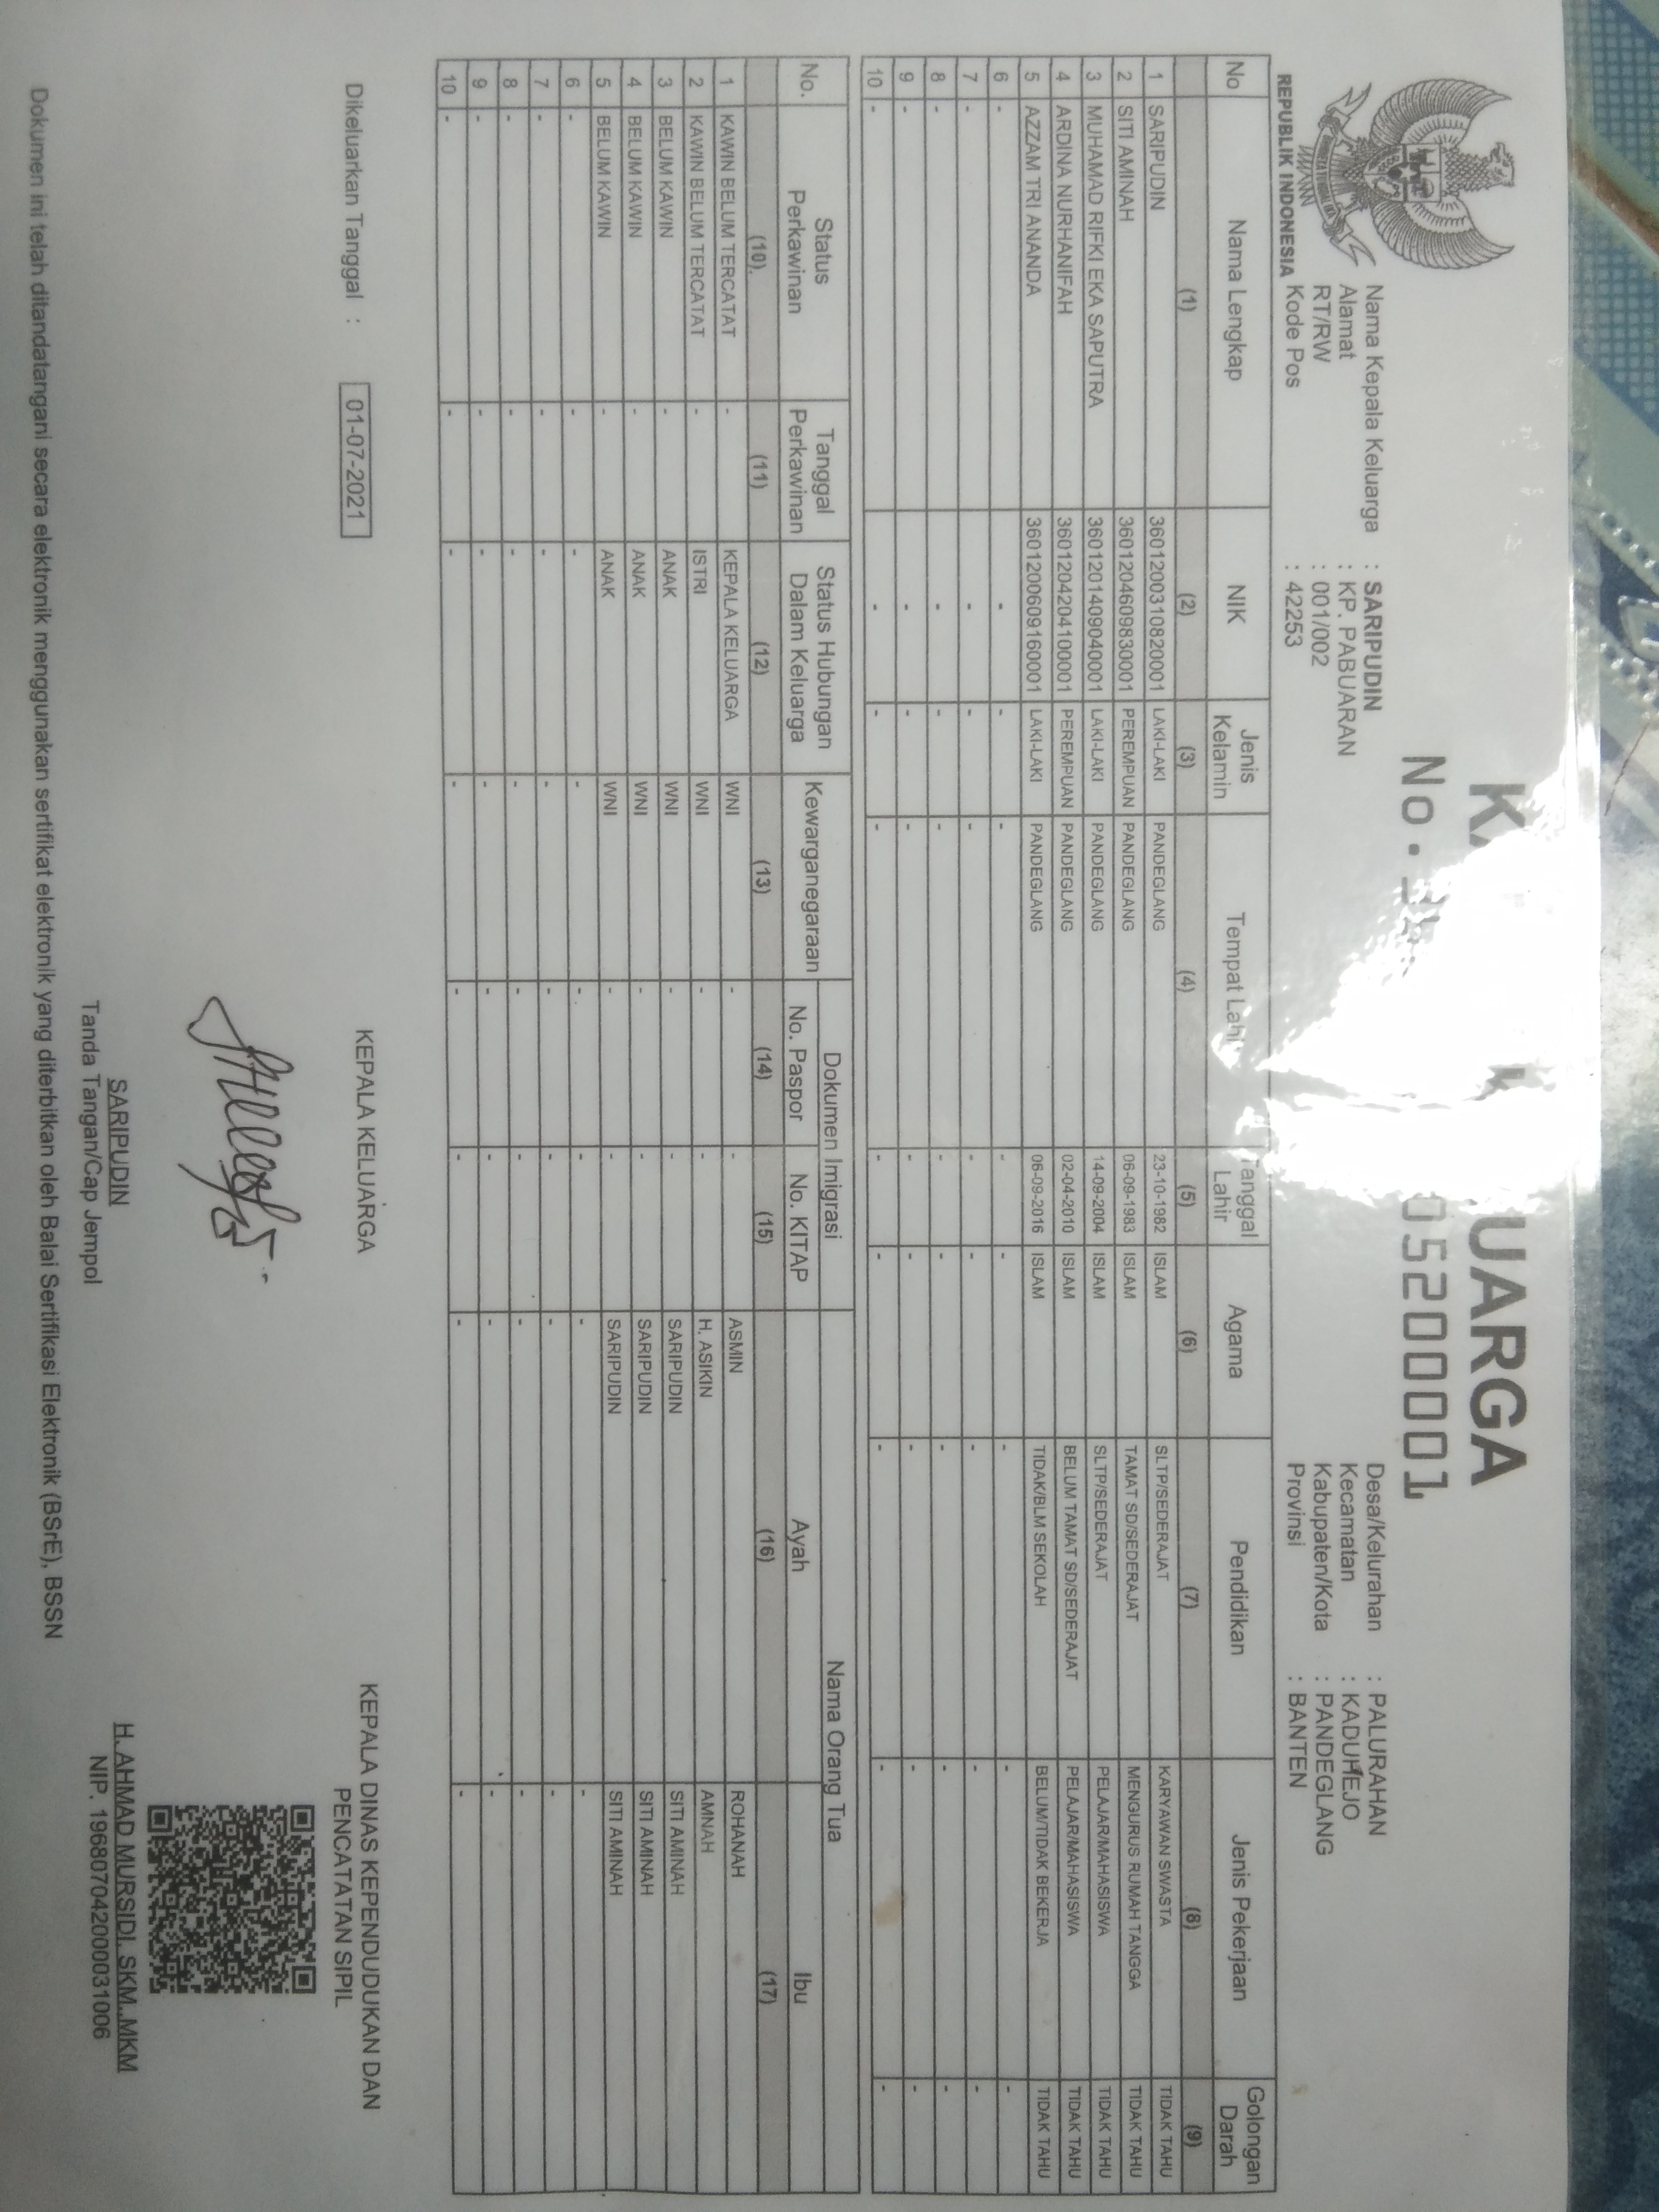 UARGA
No.
05200001
REPUBLIK INDONESIA
Nama Kepala Keluarga : SARIPUDIN
Alamat : KP. PABUARAN
RT/RW : 001/002
Kode Pos : 42253
Desa/Kelurahan : PALURAHAN
Kecamatan : KADUHEJO
Kabupaten/Kota : PANDEGLANG
Provinsi : BANTEN
No Nama Lengkap NIK Jenis Kelamin Tempat Tanggal Lahir Agama Pendidikan Jenis Pekerjaan Golongan Darah
(1) (2) (3) (4) (5) (6) (7) (8) (9)
1 SARIPUDIN 3601200310820001 LAKI-LAKI PANDEGLANG 23-10-1982 ISLAM SLTP/SEDERAJAT KARYAWAN SWASTA TIDAK TAHU
2 SITI AMINAH 3601204609830001 PEREMPUAN PANDEGLANG 06-09-1983 ISLAM TAMAT SD/SEDERAJAT MENGURUS RUMAH TANGGA TIDAK TAHU
3 MUHAMAD RIFKI EKA SAPUTRA 3601201409040001 LAKI-LAKI PANDEGLANG 14-09-2004 ISLAM SLTP/SEDERAJAT PELAJAR/MAHASISWA TIDAK TAHU
4 ARDINA NURHANIFAH 3601204204100001 PEREMPUAN PANDEGLANG 02-04-2010 ISLAM BELUM TAMAT SD/SEDERAJAT PELAJAR/MAHASISWA TIDAK TAHU
5 AZZAM TRI ANANDA 3601200609160001 LAKI-LAKI PANDEGLANG 06-09-2016 ISLAM TIDAK/BLM SEKOLAH BELUM/TIDAK BEKERJA TIDAK TAHU
6 - - - - - - - - -
7 - - - - - - - - -
8 - - - - - - - - -
9 - - - - - - - - -
10 - - - - - - - - -
No. Status Perkawinan Tanggal Perkawinan Status Hubungan Dalam Keluarga Kewarganegaraan Dokumen Imigrasi Nama Orang Tua
No. Paspor No. KITAP Ayah Ibu
(10). (11) (12) (13) (14) (15) (16) (17)
1 KAWIN BELUM TERCATAT - KEPALA KELUARGA WNI - - ASMIN ROHANAH
2 KAWIN BELUM TERCATAT - ISTRI WNI - - H. ASIKIN AMNAH
3 BELUM KAWIN - ANAK WNI - - SARIPUDIN SITI AMINAH
4 BELUM KAWIN - ANAK WNI - - SARIPUDIN SITI AMINAH
5 BELUM KAWIN - ANAK WNI - - SARIPUDIN SITI AMINAH
6 - - - - - - - -
7 - - - - - - - -
8 - - - - - - - -
9 - - - - - - - -
10 - - - - - - - -
Dikeluarkan Tanggal : 01-07-2021
KEPALA KELUARGA
SARIPUDIN
Tanda Tangan/Cap Jempol
KEPALA DINAS KEPENDUDUKAN DAN
PENCATATAN SIPIL
H. AHMAD MURSIDI, SKM.,MKM
NIP. 196807042000031006
Dokumen ini telah ditandatangani secara elektronik menggunakan sertifikat elektronik yang diterbitkan oleh Balai Sertifikasi Elektronik (BSrE), BSSN